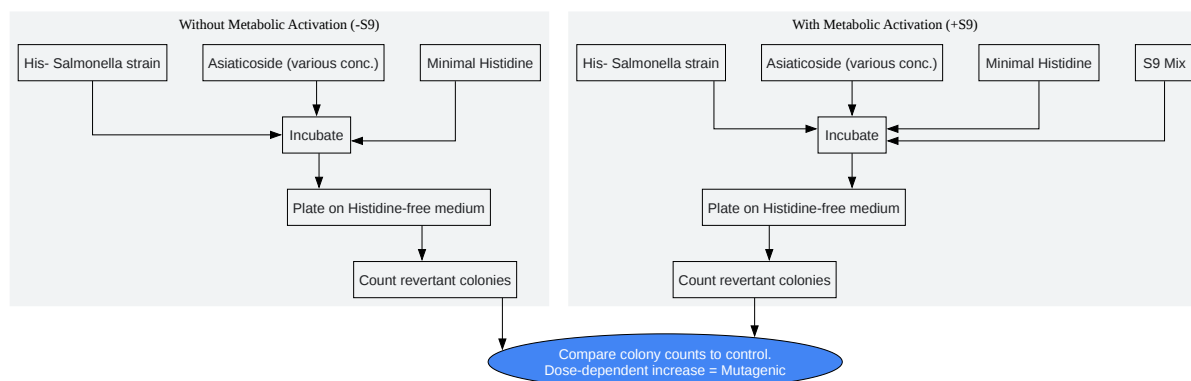 Without Metabolic Activation (-S9)
His- Salmonella strain
Asiaticoside (various conc.)
Minimal Histidine
Incubate
Plate on Histidine-free medium
Count revertant colonies
With Metabolic Activation (+S9)
His- Salmonella strain
Asiaticoside (various conc.)
Minimal Histidine
S9 Mix
Incubate
Plate on Histidine-free medium
Count revertant colonies
Compare colony counts to control.
Dose-dependent increase = Mutagenic